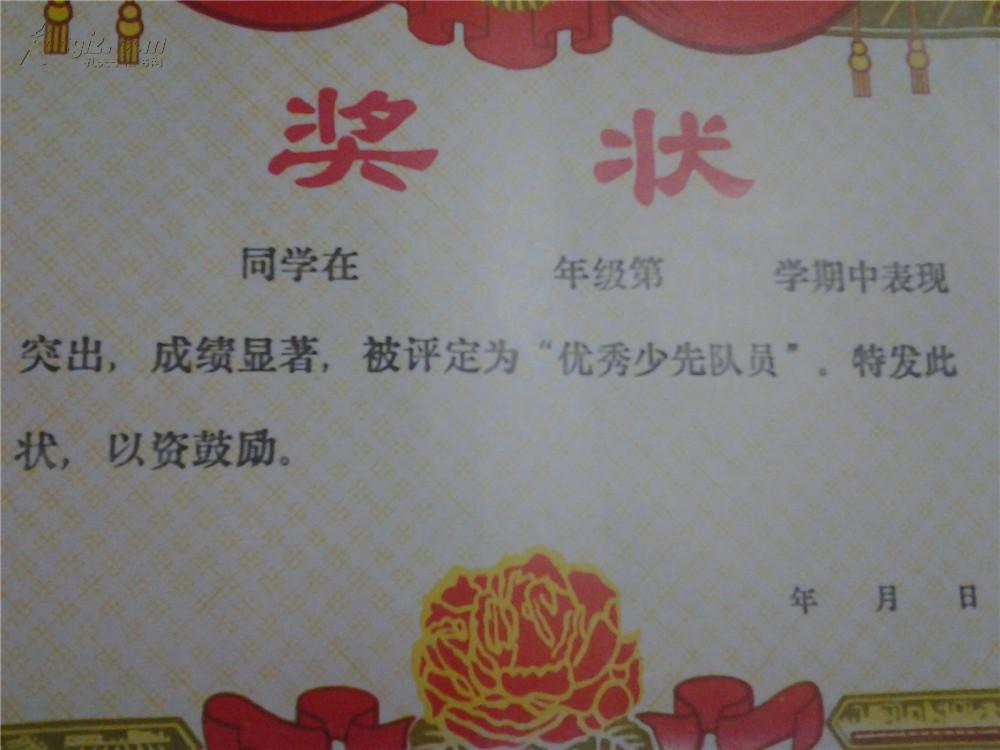 奖 状
同学在 年级第 学期中表现
突出，成绩显著，被评定为“优秀少先队员”。特发此
状，以资鼓励。
年 月 日